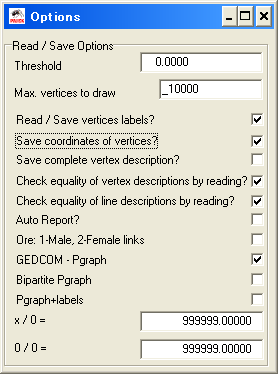 Options
Read / Save Options
Threshold 0.0000
Max. vertices to draw _10000
Read / Save vertices labels?
Save coordinates of vertices?
Save complete vertex description?
Check equality of vertex descriptions by reading?
Check equality of line descriptions by reading?
Auto Report?
Ore: 1-Male, 2-Female links
GEDCOM - Pgraph
Bipartite Pgraph
Pgraph+labels
x / 0 = 999999.00000
0 / 0 = 999999.00000